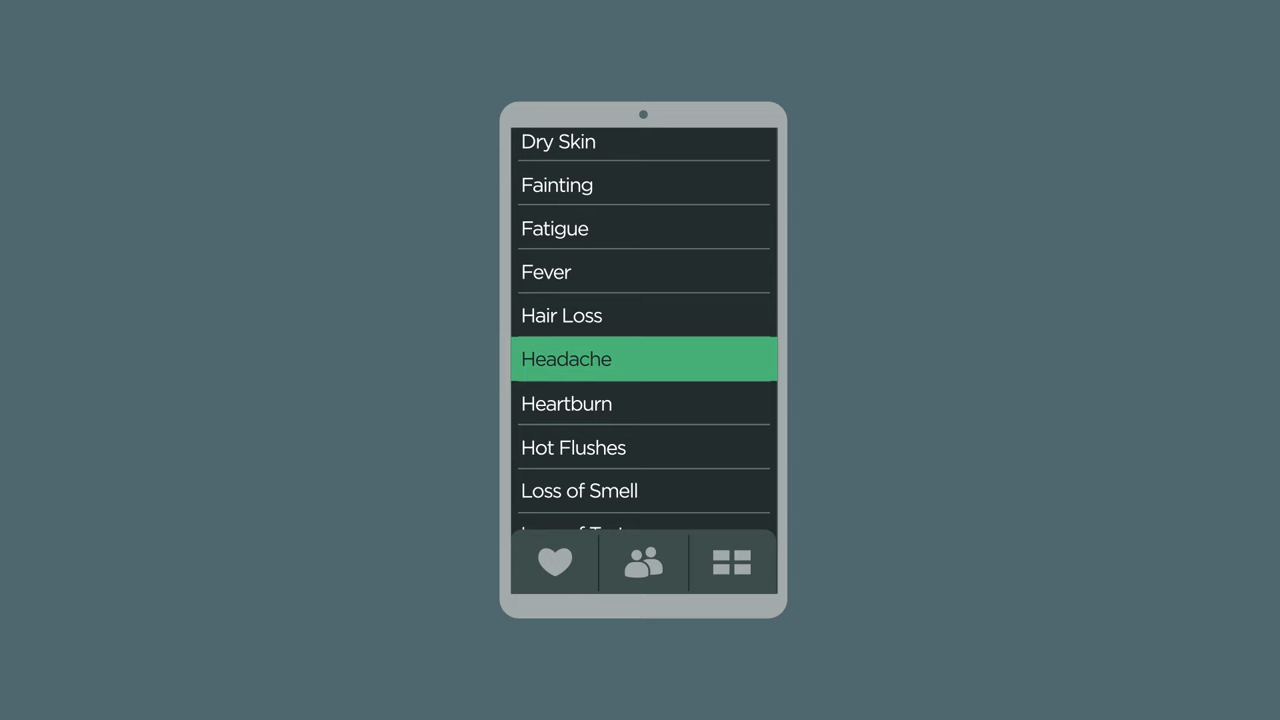 Dry Skin
Fainting
Fatigue
Fever
Hair Loss
Headache
Heartburn
Hot Flushes
Loss of Smell